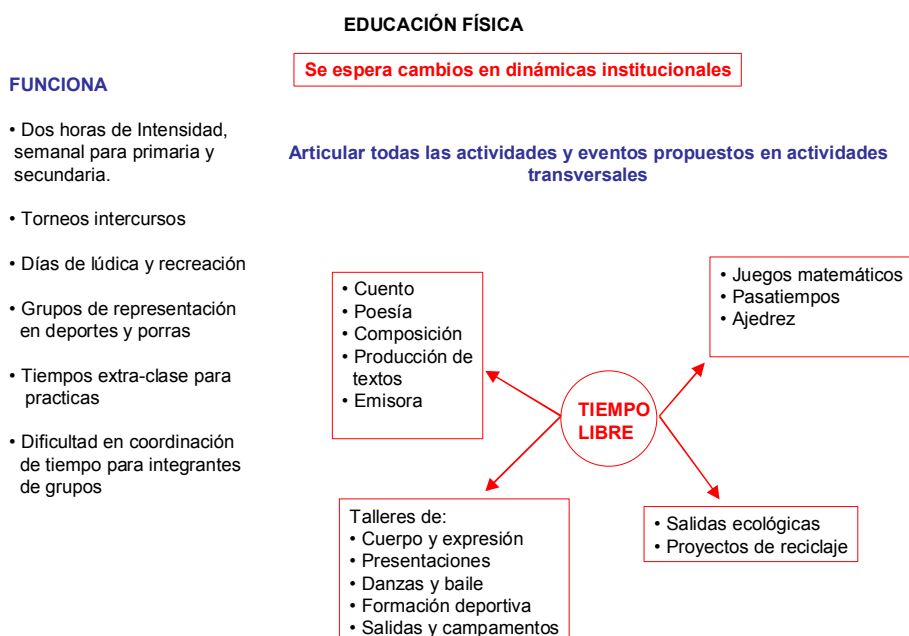 EDUCACIÓN FÍSICA
Se espera cambios en dinámicas institucionales
FUNCIONA
• Dos horas de Intensidad,
semanal para primaria y
secundaria.
• Torneos intercursos
• Días de lúdica y recreación
• Grupos de representación
en deportes y porras
• Tiempos extra-clase para
practicas
• Dificultad en coordinación
de tiempo para integrantes
de grupos
Articular todas las actividades y eventos propuestos en actividades
transversales
• Cuento
• Poesía
• Composición
• Producción de
textos
• Emisora
• Juegos matemáticos
• Pasatiempos
• Ajedrez
TIEMPO
LIBRE
Talleres de:
• Cuerpo y expresión
• Presentaciones
• Danzas y baile
• Formación deportiva
• Salidas y campamentos
• Salidas ecológicas
• Proyectos de reciclaje